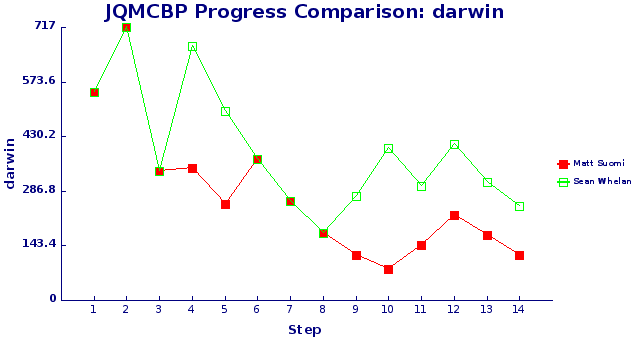 JQMCBP Progress Comparison: darwin
717
573.6
430.2
286.8
143.4
0
darwin
1 2 3 4 5 6 7 8 9 10 11 12 13 14
Step
Matt Suomi
Sean Whelan